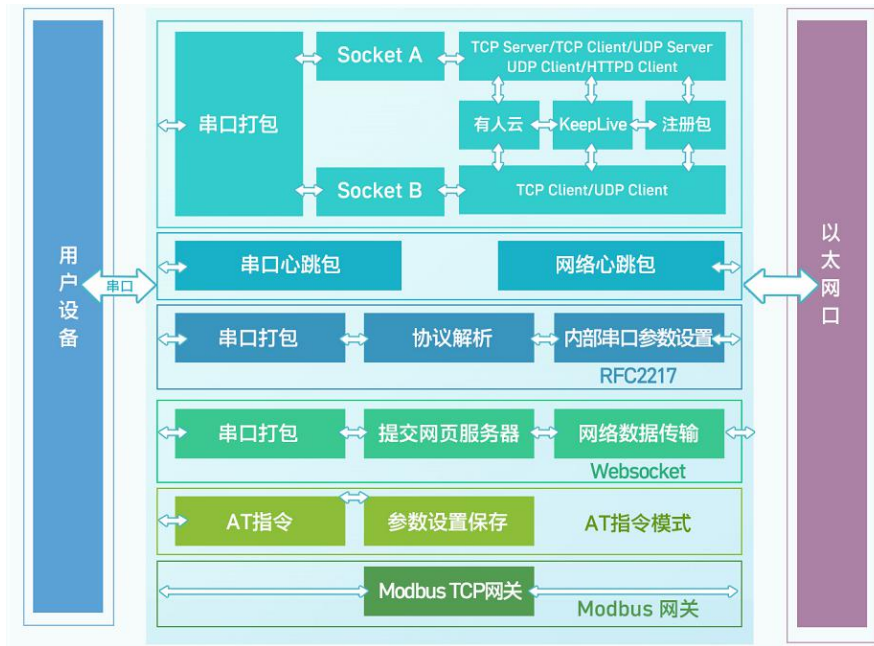 用户设备
串口
串口打包
Socket A
TCP Server/TCP Client/UDP Server
UDP Client/HTTPD Client
有人云
KeepLive
注册包
Socket B
TCP Client/UDP Client
串口心跳包
网络心跳包
串口打包
协议解析
内部串口参数设置
RFC2217
串口打包
提交网页服务器
网络数据传输
Websocket
AT指令
参数设置保存
AT指令模式
Modbus TCP网关
Modbus 网关
以太网口